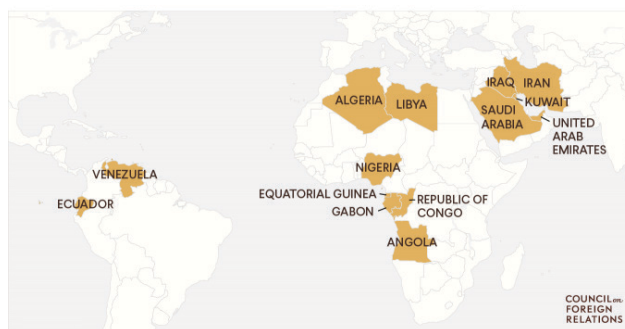 ALGERIA
LIBYA
IRAQ
IRAN
KUWAIT
SAUDI
ARABIA
UNITED
ARAB
EMIRATES
NIGERIA
VENEZUELA
ECUADOR
EQUATORIAL GUINEA
REPUBLIC OF
CONGO
GABON
ANGOLA
COUNCIL on
FOREIGN
RELATIONS